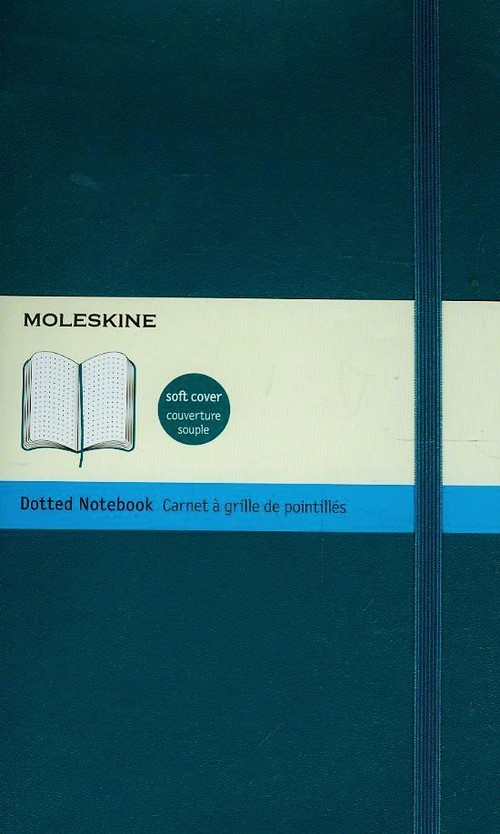 MOLESKINE
soft cover
couverture
souple
Dotted Notebook Carnet à grille de pointillés